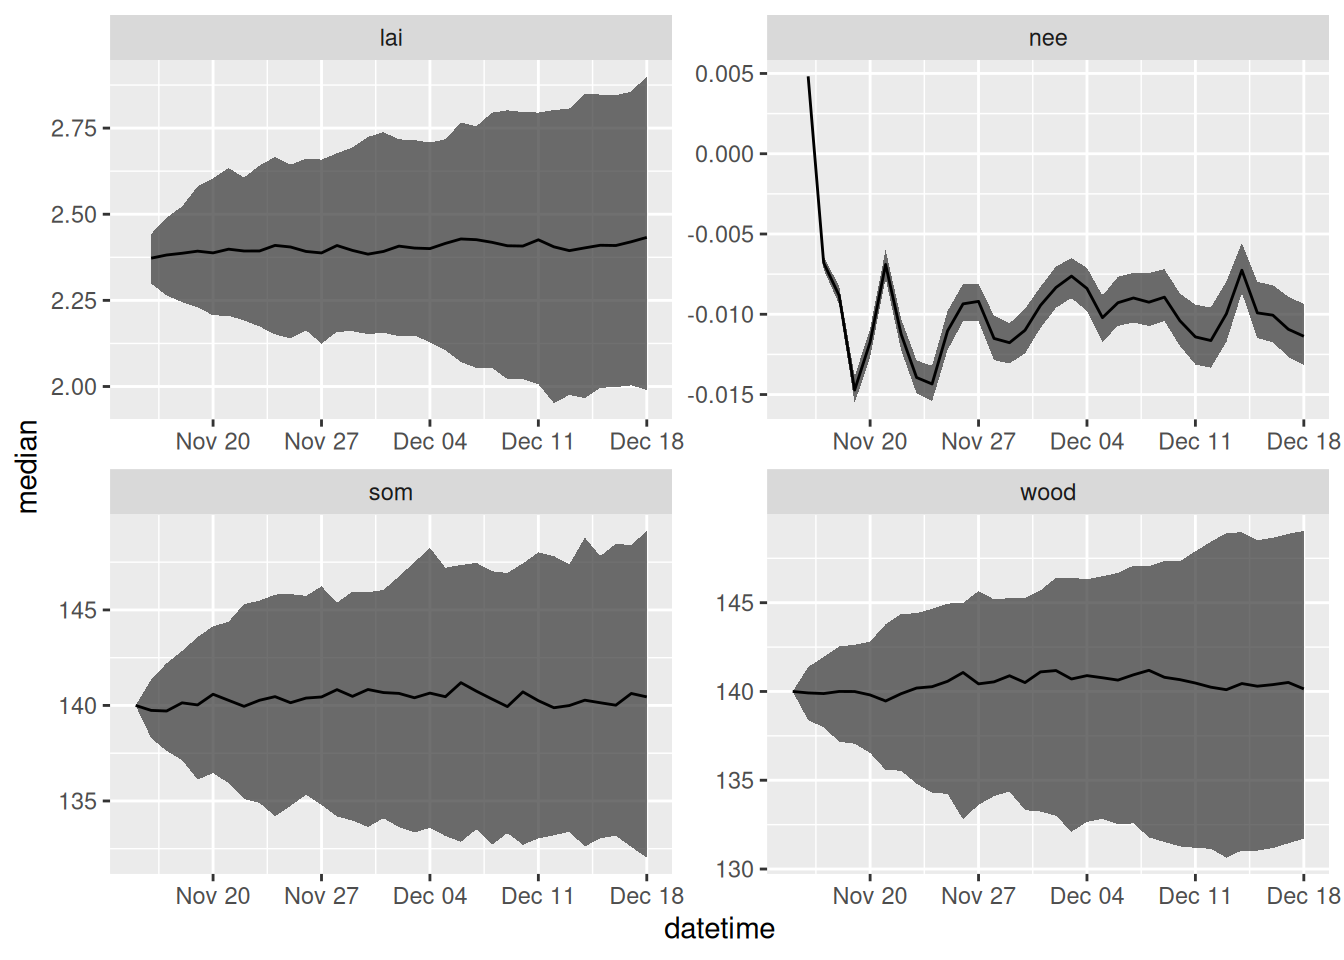 lai
nee
2.75
2.50
2.25
2.00
0.005
0.000
-0.005
-0.010
-0.015
Nov 20 Nov 27 Dec 04 Dec 11 Dec 18
Nov 20 Nov 27 Dec 04 Dec 11 Dec 18
median
som
wood
145
140
135
145
140
135
130
Nov 20 Nov 27 Dec 04 Dec 11 Dec 18
Nov 20 Nov 27 Dec 04 Dec 11 Dec 18
datetime